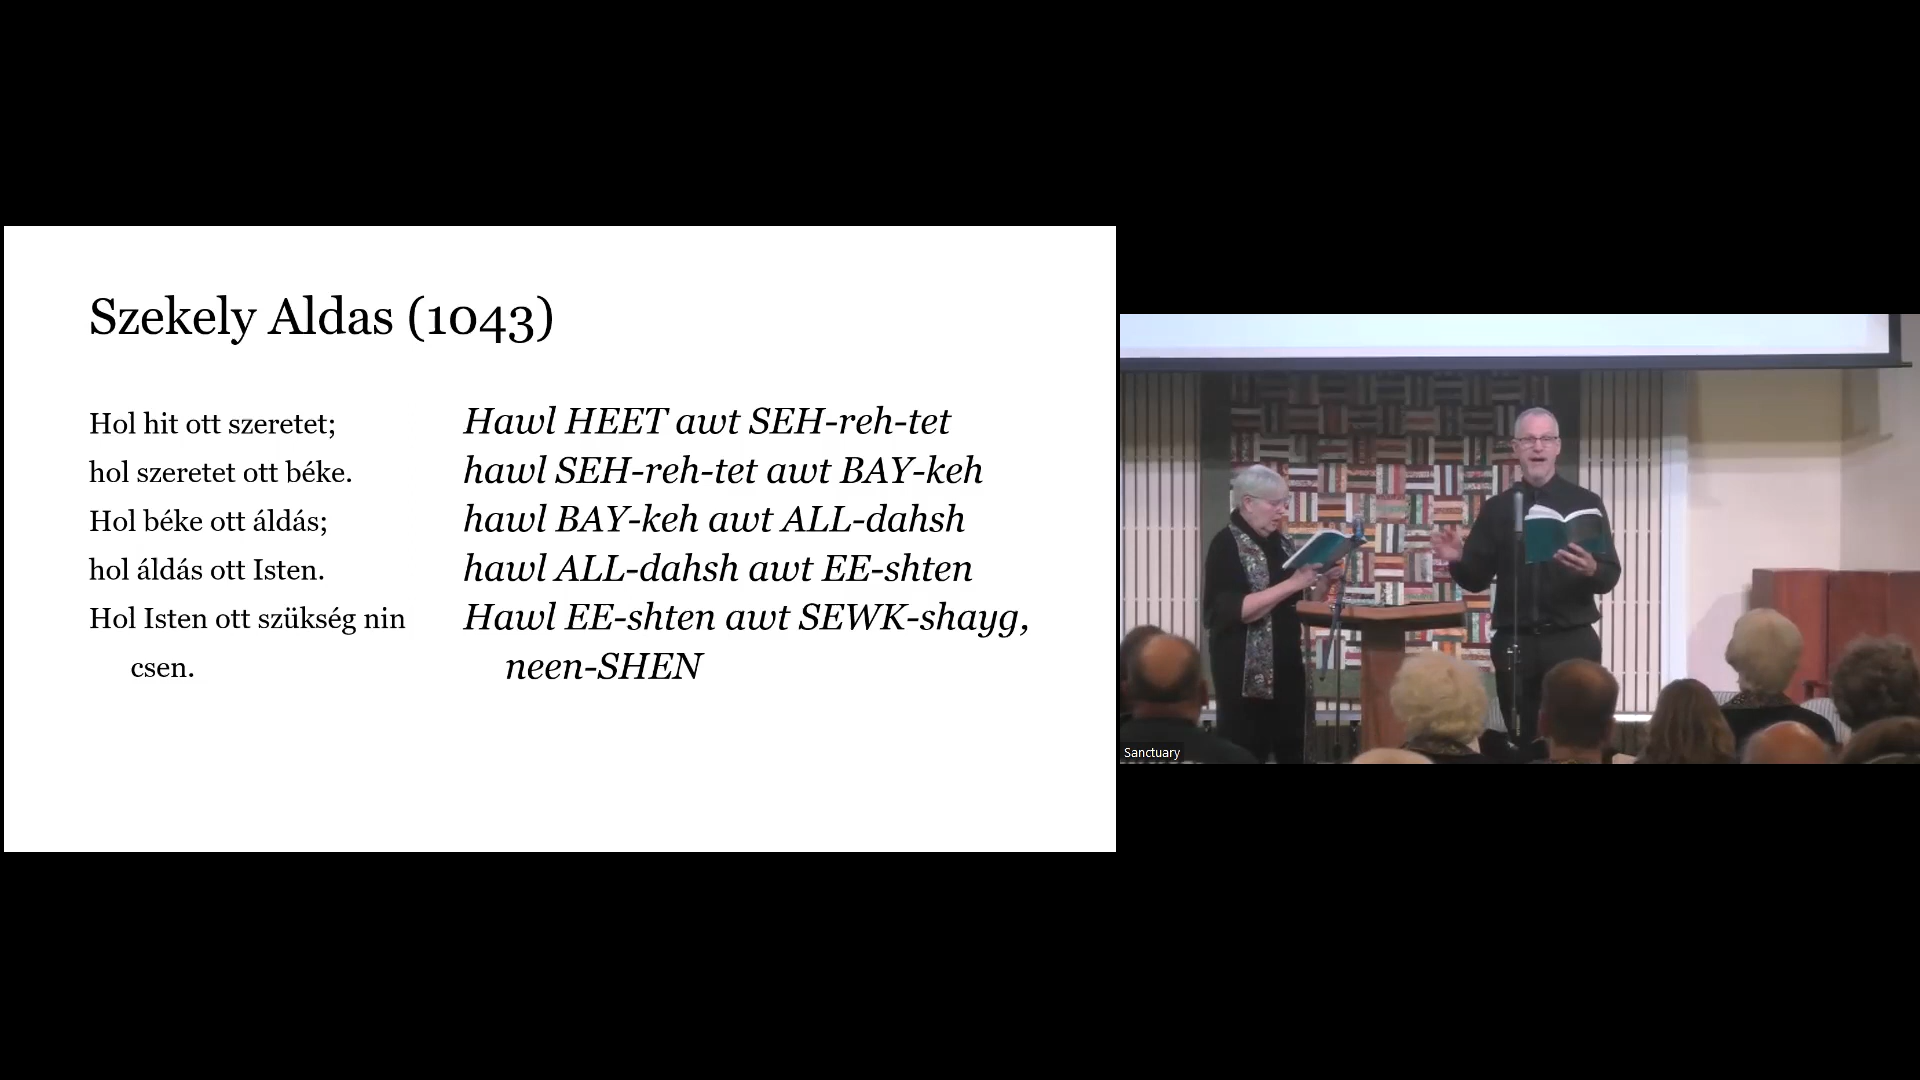 Szekely Aldas (1043)
Hol hit ott szeretet;
hol szeretet ott béke.
Hol béke ott áldás;
hol áldás ott Isten.
Hol Isten ott szükség nin
csen.
Hawl HEET awt SEH-reh-tet
hawl SEH-reh-tet awt BAY-keh
hawl BAY-keh awt ALL-dahsh
hawl ALL-dahsh awt EE-shten
Hawl EE-shten awt SEWK-shayg,
neen-SHEN
Sanctuary